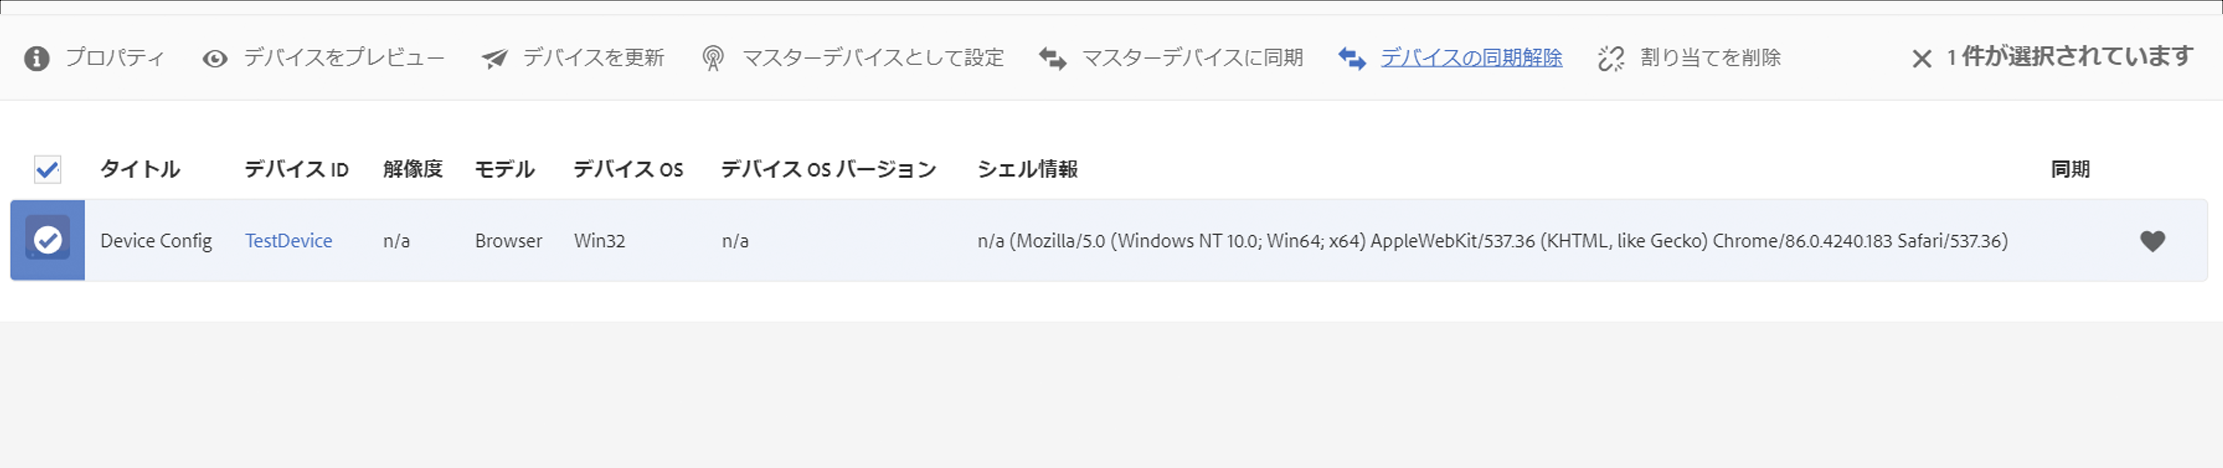 プロパティ デバイスをプレビュー デバイスを更新 マスターデバイスとして設定 マスターデバイスに同期 デバイスの同期解除 割り当てを削除 1 件が選択されています
タイトル デバイス ID 解像度 モデル デバイス OS デバイス OS バージョン シェル情報 同期
Device Config TestDevice n/a Browser Win32 n/a n/a (Mozilla/5.0 (Windows NT 10.0; Win64; x64) AppleWebKit/537.36 (KHTML, like Gecko) Chrome/86.0.4240.183 Safari/537.36)